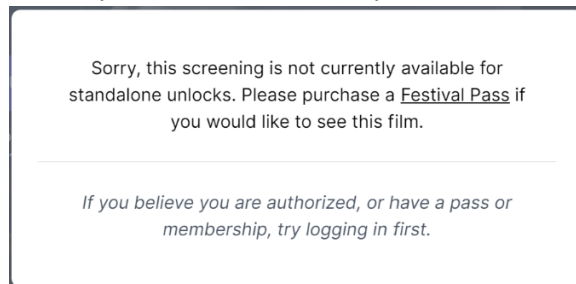 Sorry, this screening is not currently available for
standalone unlocks. Please purchase a Festival Pass if
you would like to see this film.
If you believe you are authorized, or have a pass or
membership, try logging in first.